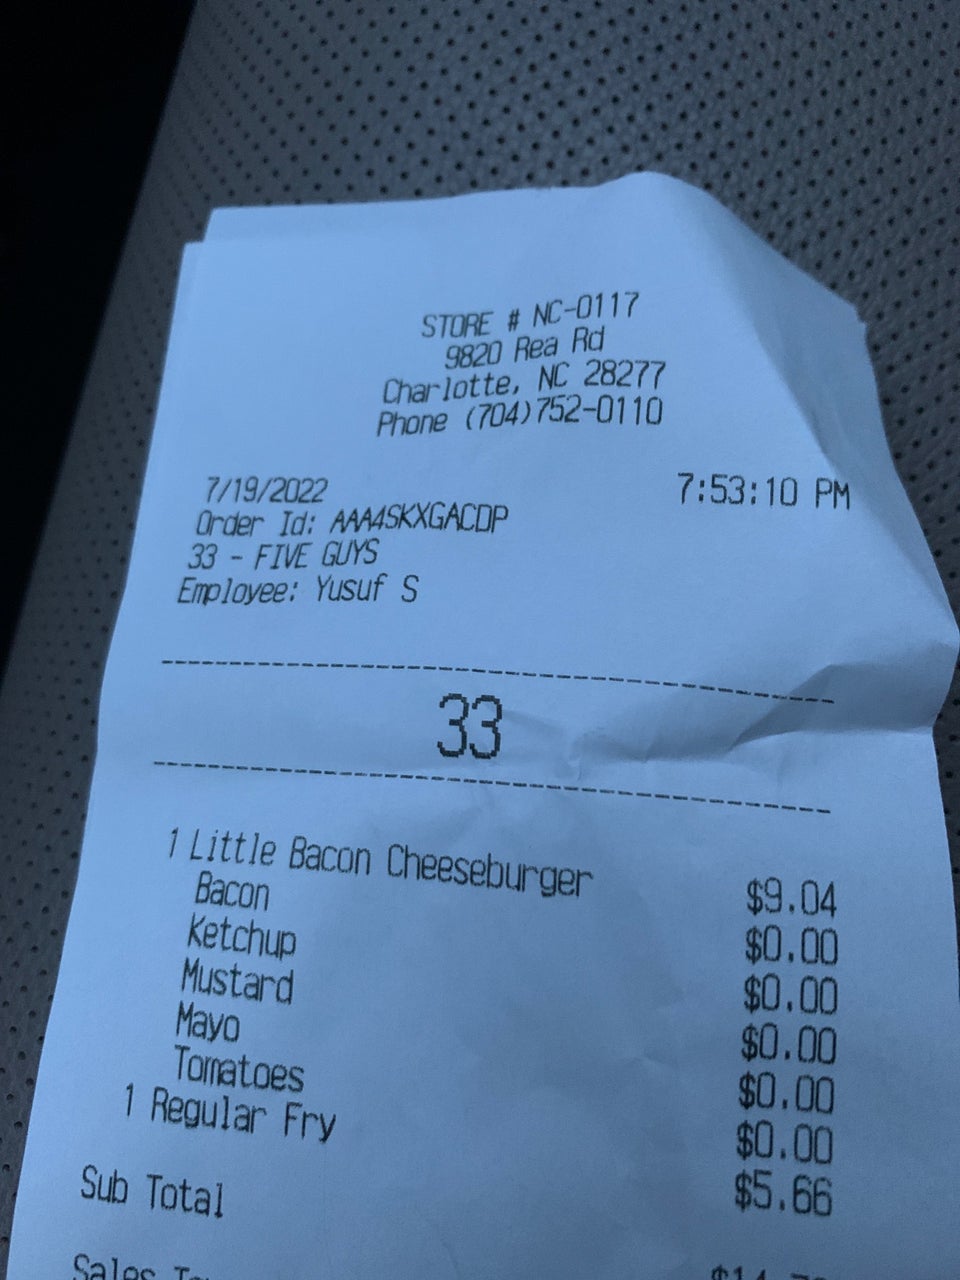 STORE # NC-0117
9820 Rea Rd
Charlotte, NC 28277
Phone (704)752-0110
7/19/2022 7:53:10 PM
Order Id: AAA4SKXGACDP
33 - FIVE GUYS
Employee: Yusuf S
33
1 Little Bacon Cheeseburger $9.04
Bacon $0.00
Ketchup $0.00
Mustard $0.00
Mayo $0.00
Tomatoes $0.00
1 Regular Fry $5.66
Sub Total
Sales